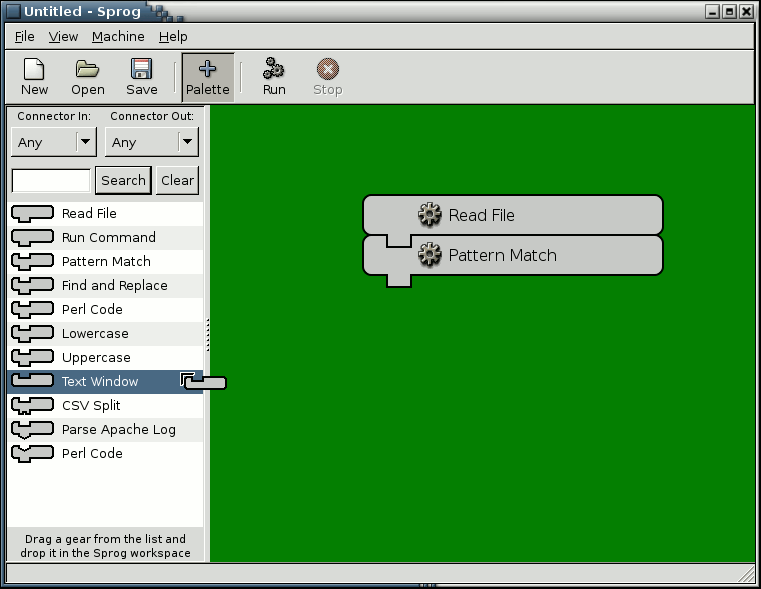 Untitled - Sprog
File View Machine Help
New Open Save Palette Run Stop
Connector In: Connector Out:
Any Any
Search Clear
Read File
Run Command
Pattern Match
Find and Replace
Perl Code
Lowercase
Uppercase
Text Window
CSV Split
Parse Apache Log
Perl Code
Drag a gear from the list and
drop it in the Sprog workspace
Read File
Pattern Match